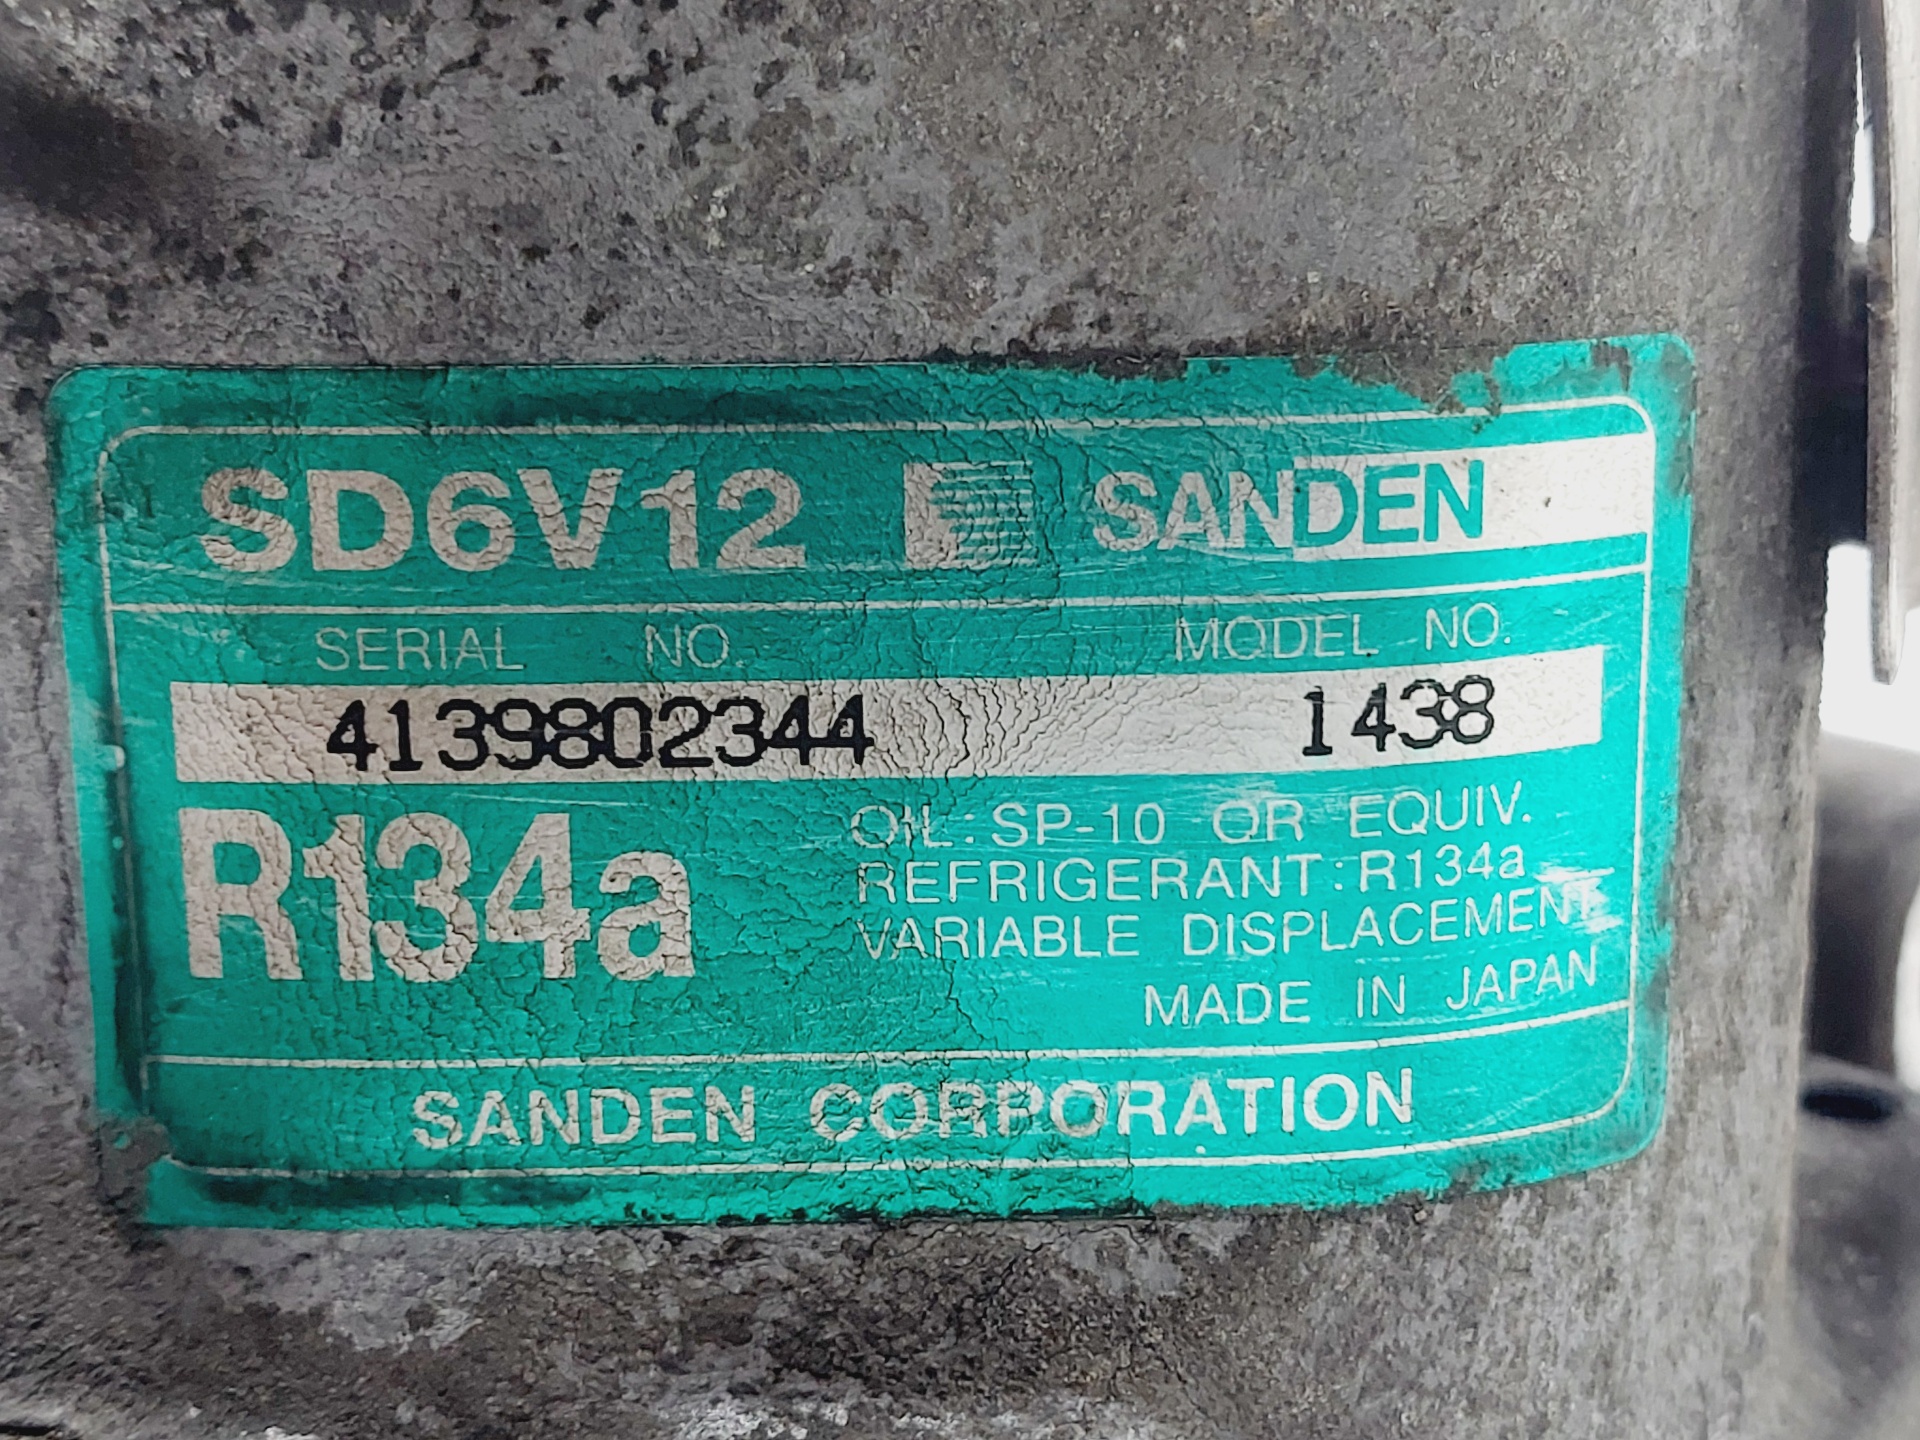 SD6V12 SANDEN
SERIAL NO. MODEL NO.
4139802344 1438
R134a
OIL: SP-10 OR EQUIV.
REFRIGERANT: R134a
VARIABLE DISPLACEMENT
MADE IN JAPAN
SANDEN CORPORATION